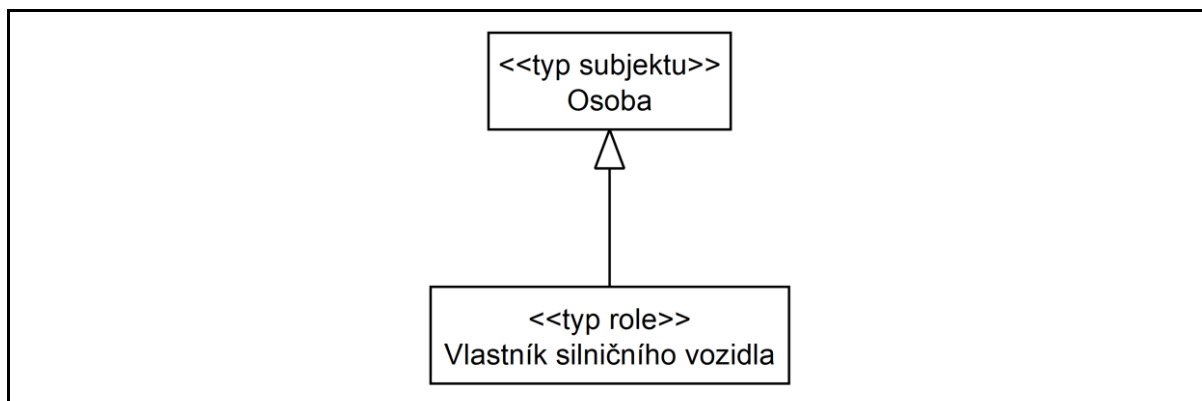 <<typ subjektu>>
Osoba
<<typ role>>
Vlastník silničního vozidla